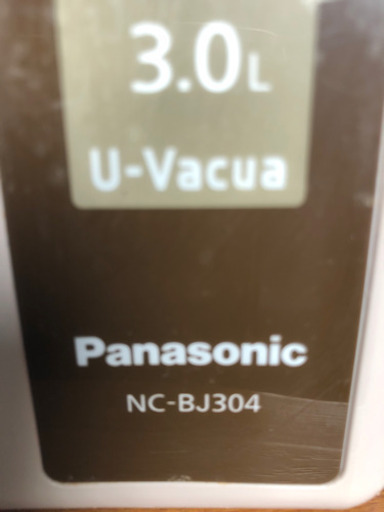 3.0L
U-Vacua
Panasonic
NC-BJ304